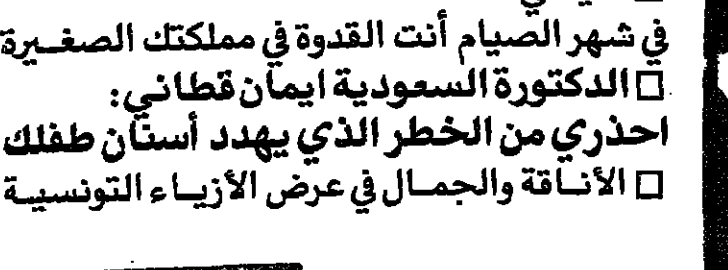 في شهر الصيام أنت القدوة في مملكتك الصغيرة
□ الدكتورة السعودية ايمان قطاني:
احذري من الخطر الذي يهدد أسنان طفلك
□ الأناقة والجمال في عرض الأزياء التونسية